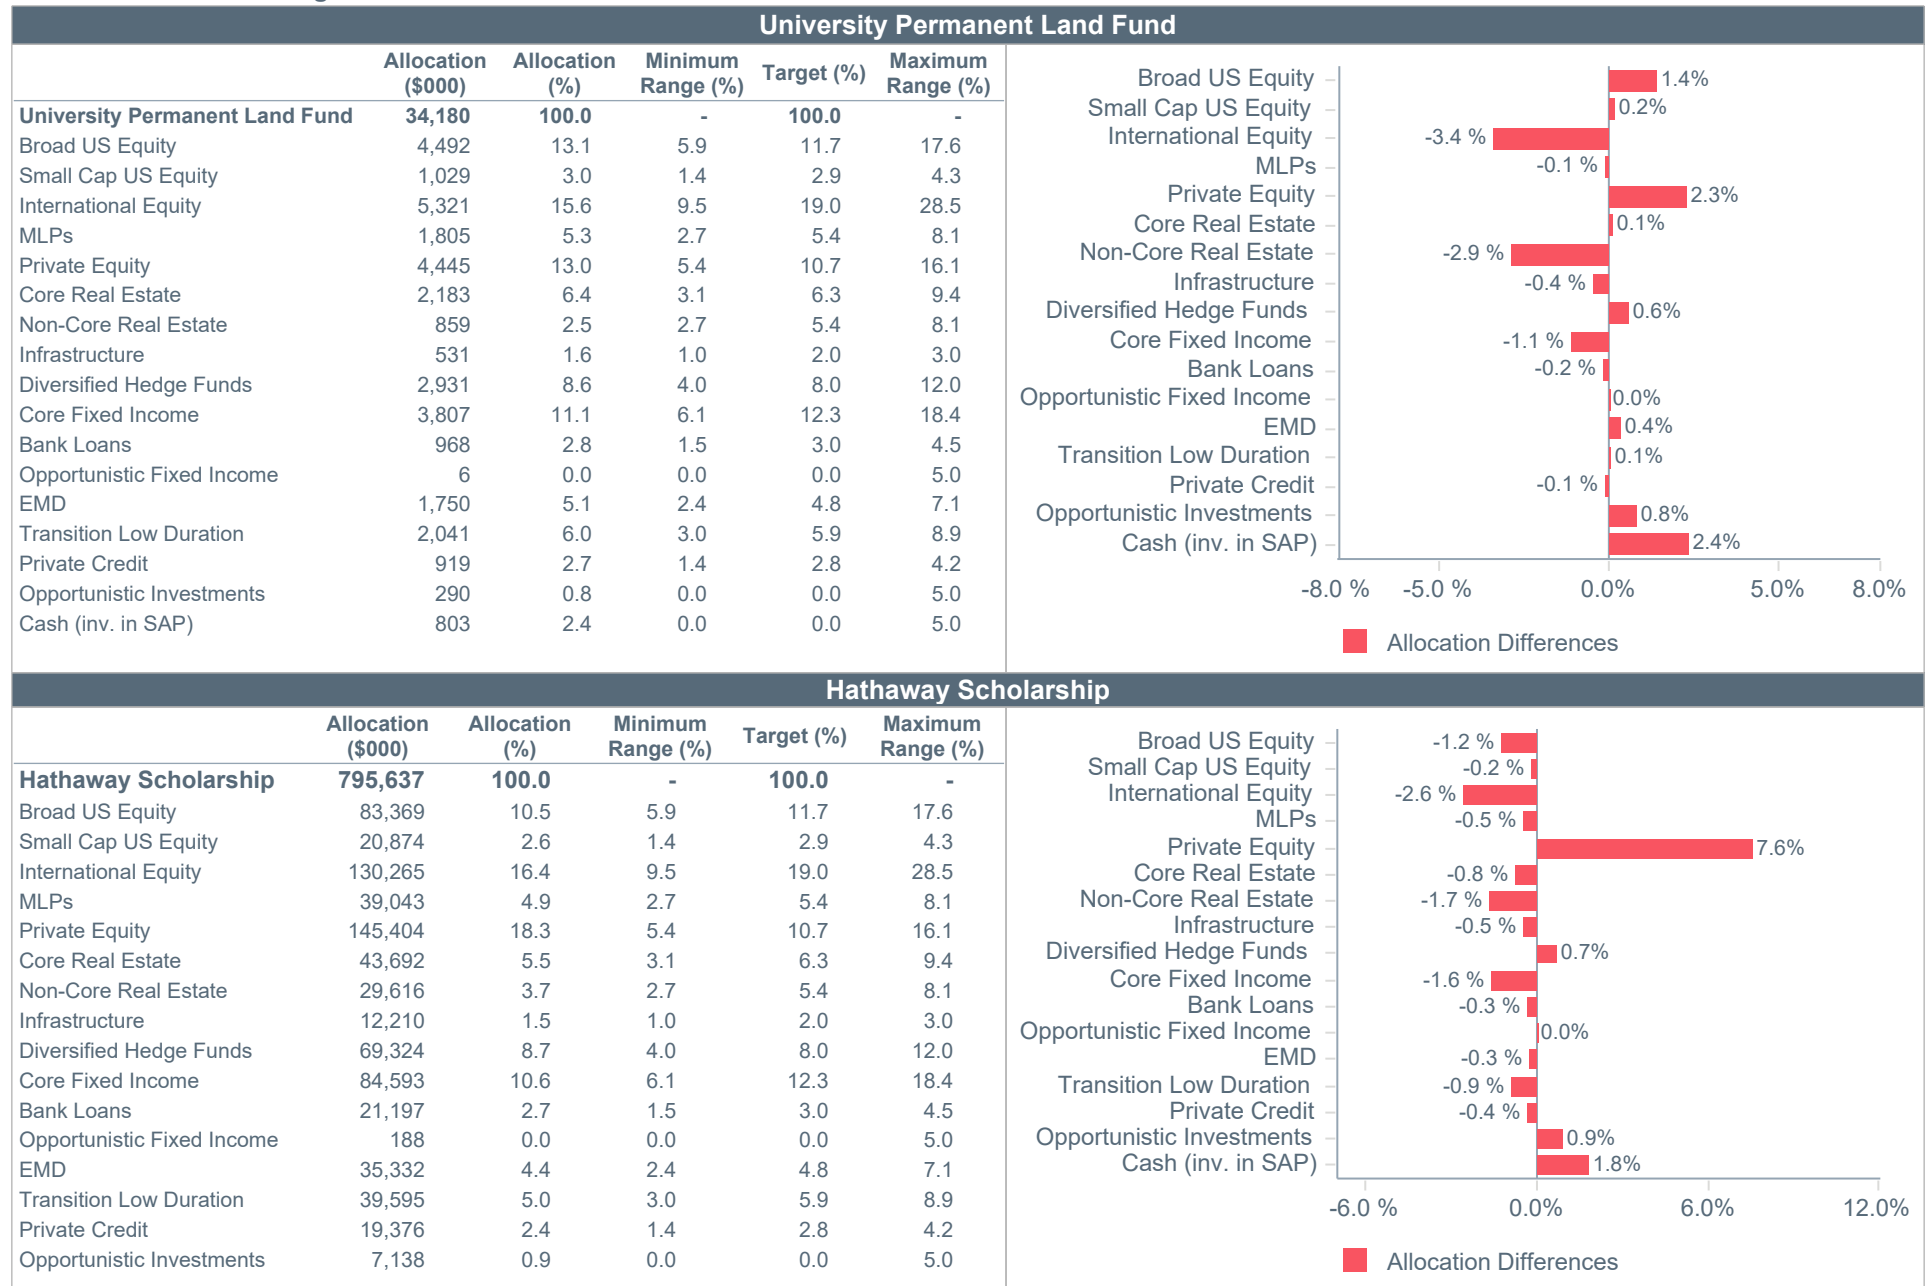 University Permanent Land Fund
Allocation ($000) Allocation (%) Minimum Range (%) Target (%) Maximum Range (%)
University Permanent Land Fund 34,180 100.0 - 100.0 -
Broad US Equity 4,492 13.1 5.9 11.7 17.6
Small Cap US Equity 1,029 3.0 1.4 2.9 4.3
International Equity 5,321 15.6 9.5 19.0 28.5
MLPs 1,805 5.3 2.7 5.4 8.1
Private Equity 4,445 13.0 5.4 10.7 16.1
Core Real Estate 2,183 6.4 3.1 6.3 9.4
Non-Core Real Estate 859 2.5 2.7 5.4 8.1
Infrastructure 531 1.6 1.0 2.0 3.0
Diversified Hedge Funds 2,931 8.6 4.0 8.0 12.0
Core Fixed Income 3,807 11.1 6.1 12.3 18.4
Bank Loans 968 2.8 1.5 3.0 4.5
Opportunistic Fixed Income 6 0.0 0.0 0.0 5.0
EMD 1,750 5.1 2.4 4.8 7.1
Transition Low Duration 2,041 6.0 3.0 5.9 8.9
Private Credit 919 2.7 1.4 2.8 4.2
Opportunistic Investments 290 0.8 0.0 0.0 5.0
Cash (inv. in SAP) 803 2.4 0.0 0.0 5.0
Broad US Equity 1.4%
Small Cap US Equity 0.2%
International Equity -3.4 %
MLPs -0.1 %
Private Equity 2.3%
Core Real Estate 0.1%
Non-Core Real Estate -2.9 %
Infrastructure -0.4 %
Diversified Hedge Funds 0.6%
Core Fixed Income -1.1 %
Bank Loans -0.2 %
Opportunistic Fixed Income 0.0%
EMD 0.4%
Transition Low Duration 0.1%
Private Credit -0.1 %
Opportunistic Investments 0.8%
Cash (inv. in SAP) 2.4%
-8.0 % -5.0 % 0.0% 5.0% 8.0%
Allocation Differences
Hathaway Scholarship
Allocation ($000) Allocation (%) Minimum Range (%) Target (%) Maximum Range (%)
Hathaway Scholarship 795,637 100.0 - 100.0 -
Broad US Equity 83,369 10.5 5.9 11.7 17.6
Small Cap US Equity 20,874 2.6 1.4 2.9 4.3
International Equity 130,265 16.4 9.5 19.0 28.5
MLPs 39,043 4.9 2.7 5.4 8.1
Private Equity 145,404 18.3 5.4 10.7 16.1
Core Real Estate 43,692 5.5 3.1 6.3 9.4
Non-Core Real Estate 29,616 3.7 2.7 5.4 8.1
Infrastructure 12,210 1.5 1.0 2.0 3.0
Diversified Hedge Funds 69,324 8.7 4.0 8.0 12.0
Core Fixed Income 84,593 10.6 6.1 12.3 18.4
Bank Loans 21,197 2.7 1.5 3.0 4.5
Opportunistic Fixed Income 188 0.0 0.0 0.0 5.0
EMD 35,332 4.4 2.4 4.8 7.1
Transition Low Duration 39,595 5.0 3.0 5.9 8.9
Private Credit 19,376 2.4 1.4 2.8 4.2
Opportunistic Investments 7,138 0.9 0.0 0.0 5.0
Broad US Equity -1.2 %
Small Cap US Equity -0.2 %
International Equity -2.6 %
MLPs -0.5 %
Private Equity 7.6%
Core Real Estate -0.8 %
Non-Core Real Estate -1.7 %
Infrastructure -0.5 %
Diversified Hedge Funds 0.7%
Core Fixed Income -1.6 %
Bank Loans -0.3 %
Opportunistic Fixed Income 0.0%
EMD -0.3 %
Transition Low Duration -0.9 %
Private Credit -0.4 %
Opportunistic Investments 0.9%
Cash (inv. in SAP) 1.8%
-6.0 % 0.0% 6.0% 12.0%
Allocation Differences